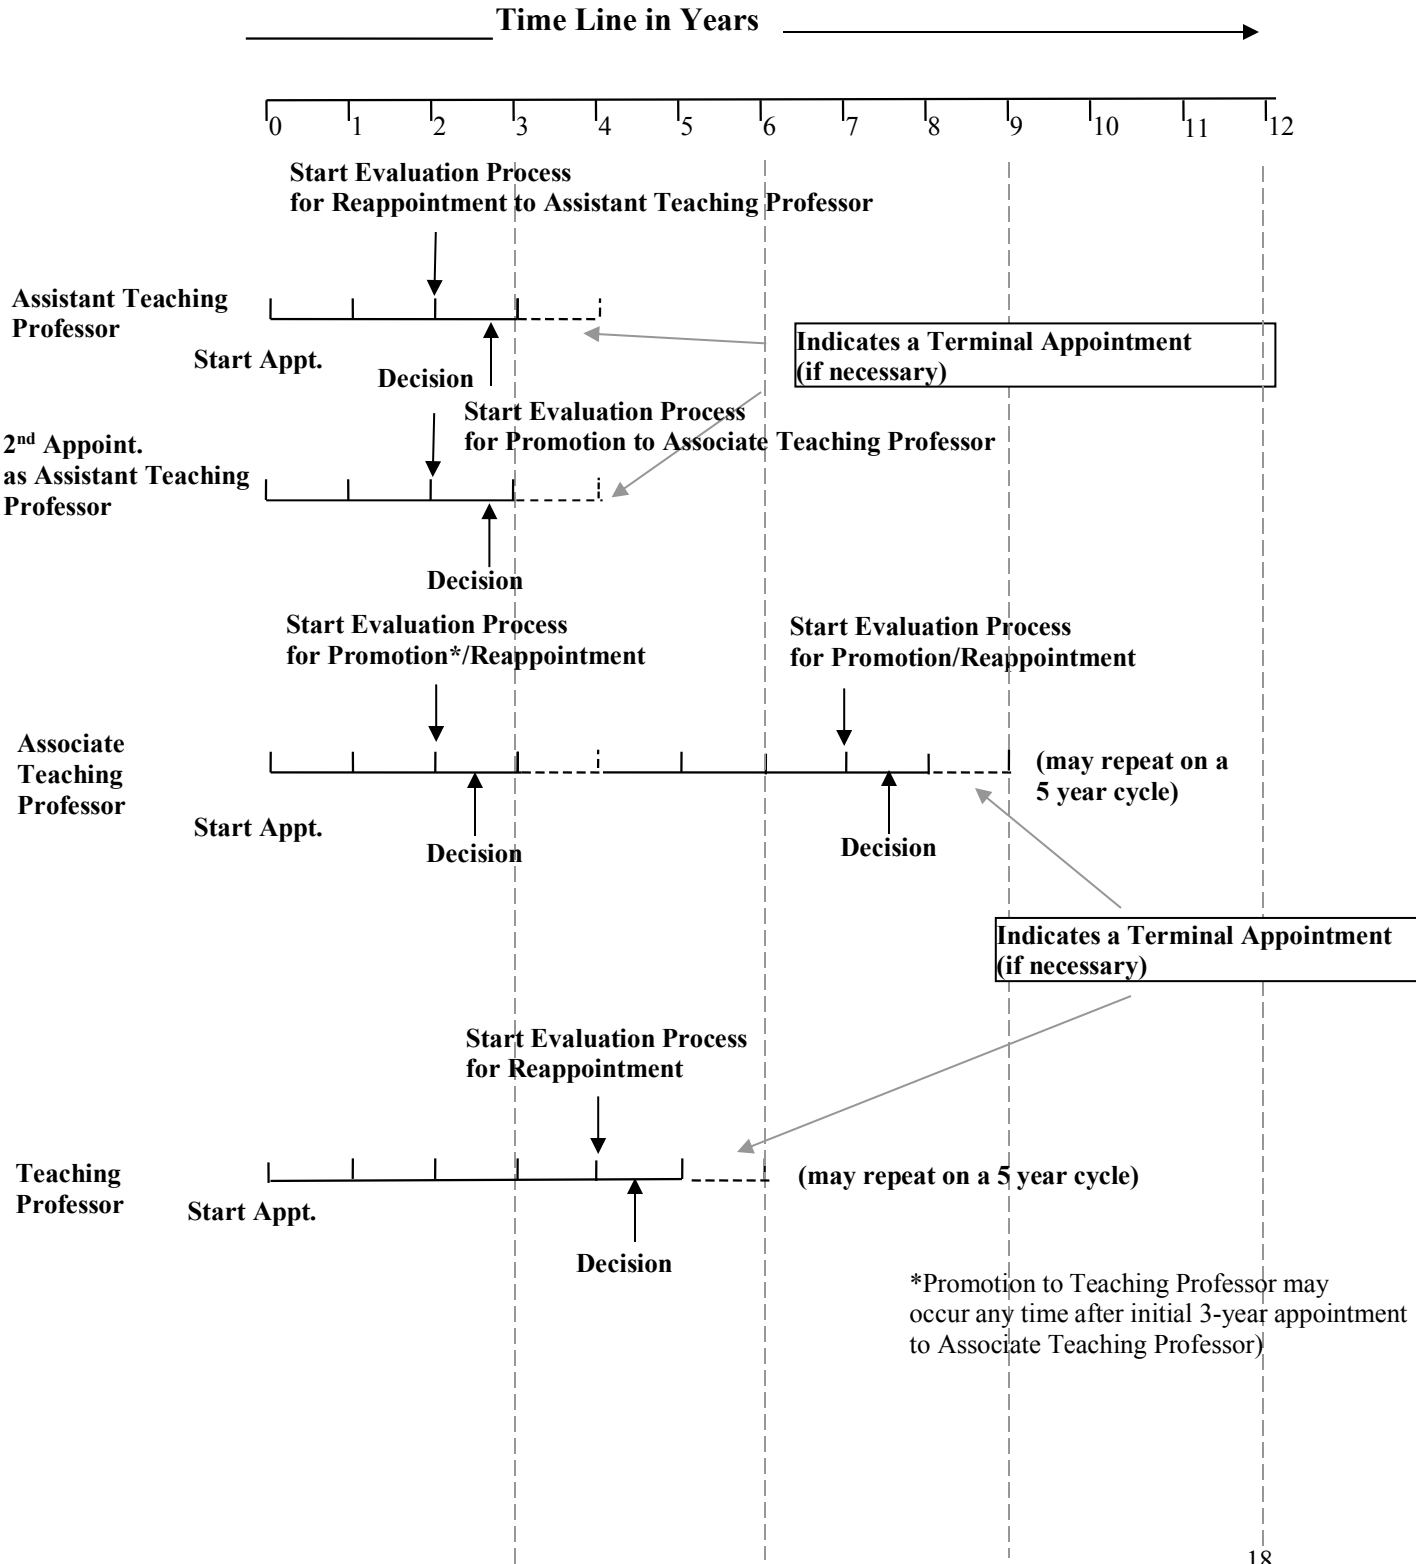 Time Line in Years
0 1 2 3 4 5 6 7 8 9 10 11 12
Start Evaluation Process
for Reappointment to Assistant Teaching Professor
Assistant Teaching
Professor
Start Appt.
Decision
Indicates a Terminal Appointment
(if necessary)
Start Evaluation Process
for Promotion to Associate Teaching Professor
2nd Appoint.
as Assistant Teaching
Professor
Decision
Start Evaluation Process
for Promotion*/Reappointment
Start Evaluation Process
for Promotion/Reappointment
Associate
Teaching
Professor
(may repeat on a
5 year cycle)
Start Appt.
Decision
Decision
Indicates a Terminal Appointment
(if necessary)
Start Evaluation Process
for Reappointment
Teaching
Professor
(may repeat on a 5 year cycle)
Start Appt.
Decision
*Promotion to Teaching Professor may
occur any time after initial 3-year appointment
to Associate Teaching Professor)
18